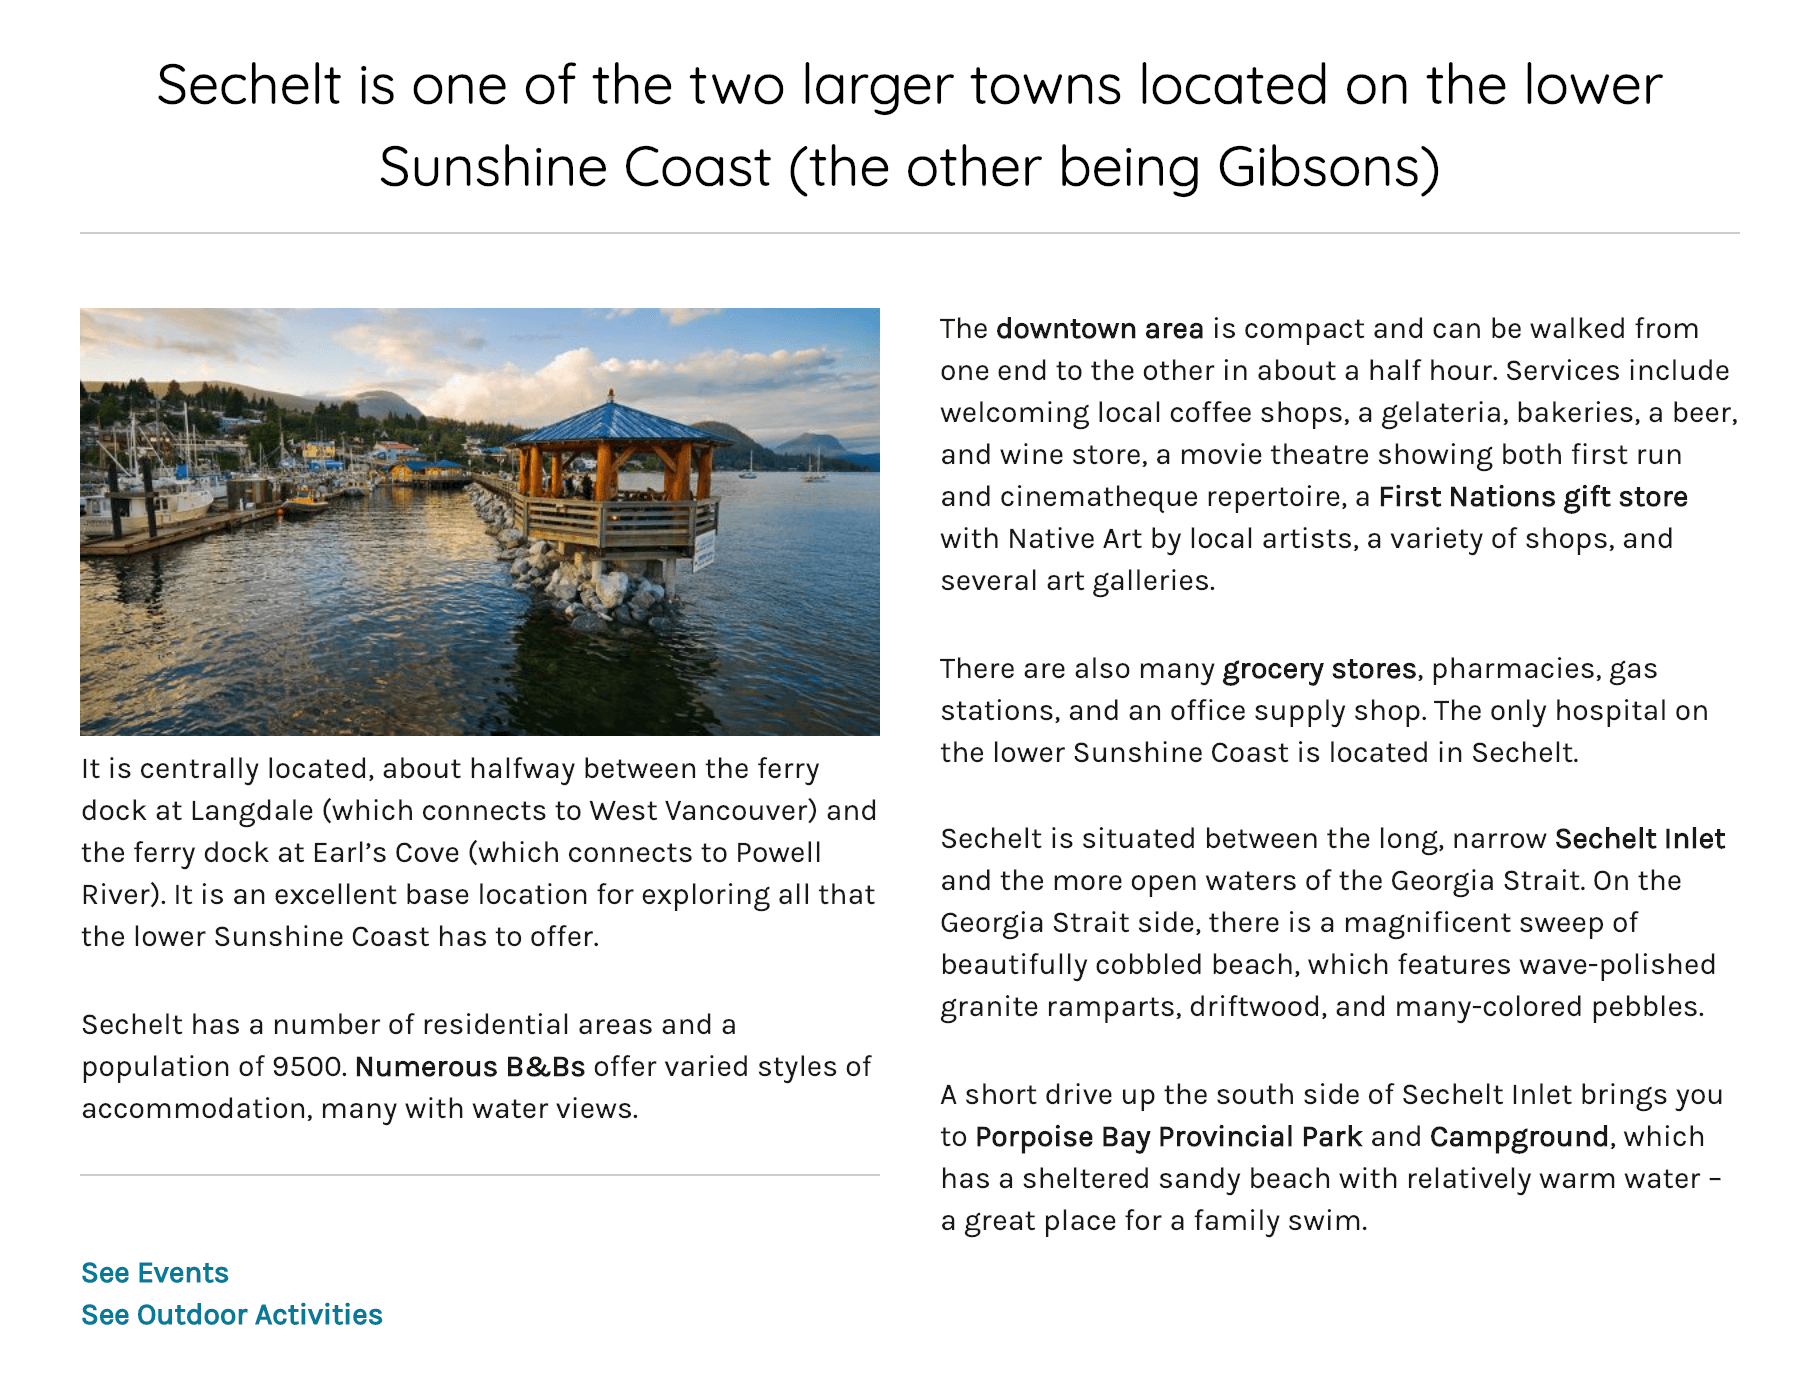 Sechelt is one of the two larger towns located on the lower
Sunshine Coast (the other being Gibsons)
It is centrally located, about halfway between the ferry
dock at Langdale (which connects to West Vancouver) and
the ferry dock at Earl’s Cove (which connects to Powell
River). It is an excellent base location for exploring all that
the lower Sunshine Coast has to offer.
Sechelt has a number of residential areas and a
population of 9500. Numerous B&Bs offer varied styles of
accommodation, many with water views.
See Events
See Outdoor Activities
The downtown area is compact and can be walked from
one end to the other in about a half hour. Services include
welcoming local coffee shops, a gelateria, bakeries, a beer,
and wine store, a movie theatre showing both first run
and cinematheque repertoire, a First Nations gift store
with Native Art by local artists, a variety of shops, and
several art galleries.
There are also many grocery stores, pharmacies, gas
stations, and an office supply shop. The only hospital on
the lower Sunshine Coast is located in Sechelt.
Sechelt is situated between the long, narrow Sechelt Inlet
and the more open waters of the Georgia Strait. On the
Georgia Strait side, there is a magnificent sweep of
beautifully cobbled beach, which features wave-polished
granite ramparts, driftwood, and many-colored pebbles.
A short drive up the south side of Sechelt Inlet brings you
to Porpoise Bay Provincial Park and Campground, which
has a sheltered sandy beach with relatively warm water –
a great place for a family swim.